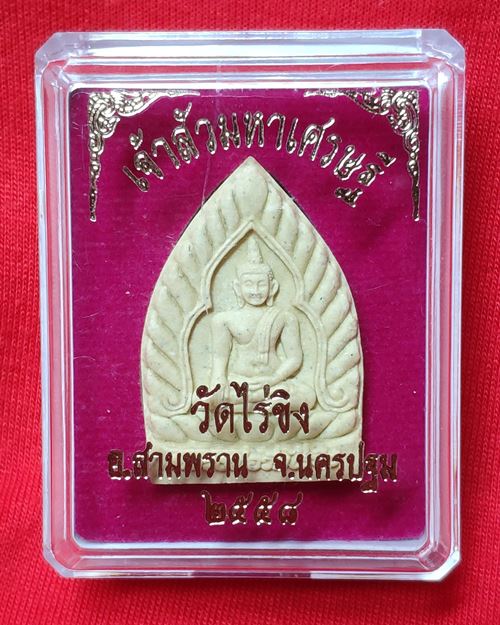 เจ้าสัวมหาเศรษฐี
วัดไร่ขิง
อ.สามพราน จ.นครปฐม
๒๕๕๘